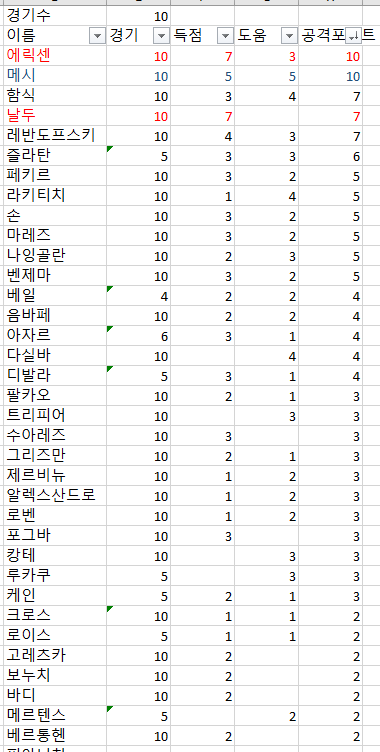 경기수 10
이름 경기 득점 도움 공격포 트
에릭센 10 7 3 10
메시 10 5 5 10
함식 10 3 4 7
날두 10 7 7
레반도프스키 10 4 3 7
즐라탄 5 3 3 6
페키르 10 3 2 5
라키티치 10 1 4 5
손 10 3 2 5
마레즈 10 3 2 5
나잉골란 10 2 3 5
벤제마 10 3 2 5
베일 4 2 2 4
음바페 10 2 2 4
아자르 6 3 1 4
다실바 10 4 4
디발라 5 3 1 4
팔카오 10 2 1 3
트리피어 10 3 3
수아레즈 10 3 3
그리즈만 10 2 1 3
제르비뉴 10 1 2 3
알렉스산드로 10 1 2 3
로벤 10 1 2 3
포그바 10 3 3
캉테 10 3 3
루카쿠 5 3 3
케인 5 2 1 3
크로스 10 1 1 2
로이스 5 1 1 2
고레츠카 10 2 2
보누치 10 2 2
바디 10 2 2
메르텐스 5 2 2
베르통헨 10 2 2